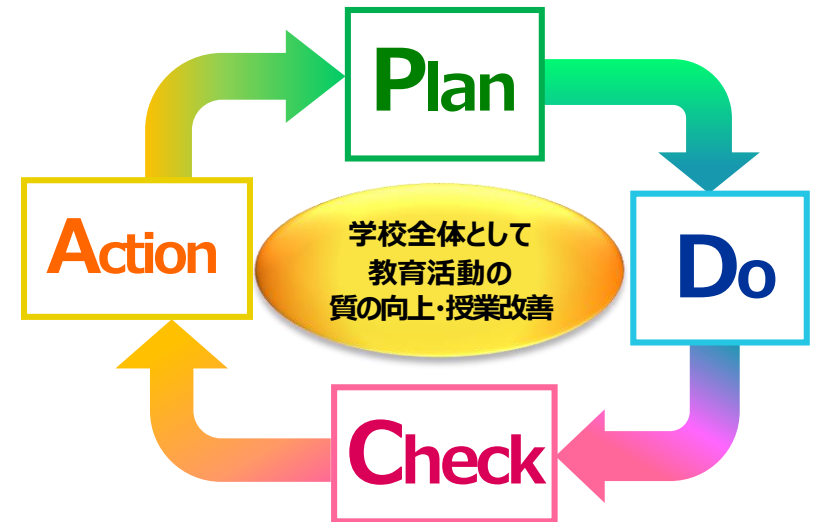 Plan
Action
学校全体として
教育活動の
質の向上・授業改善
Do
Check